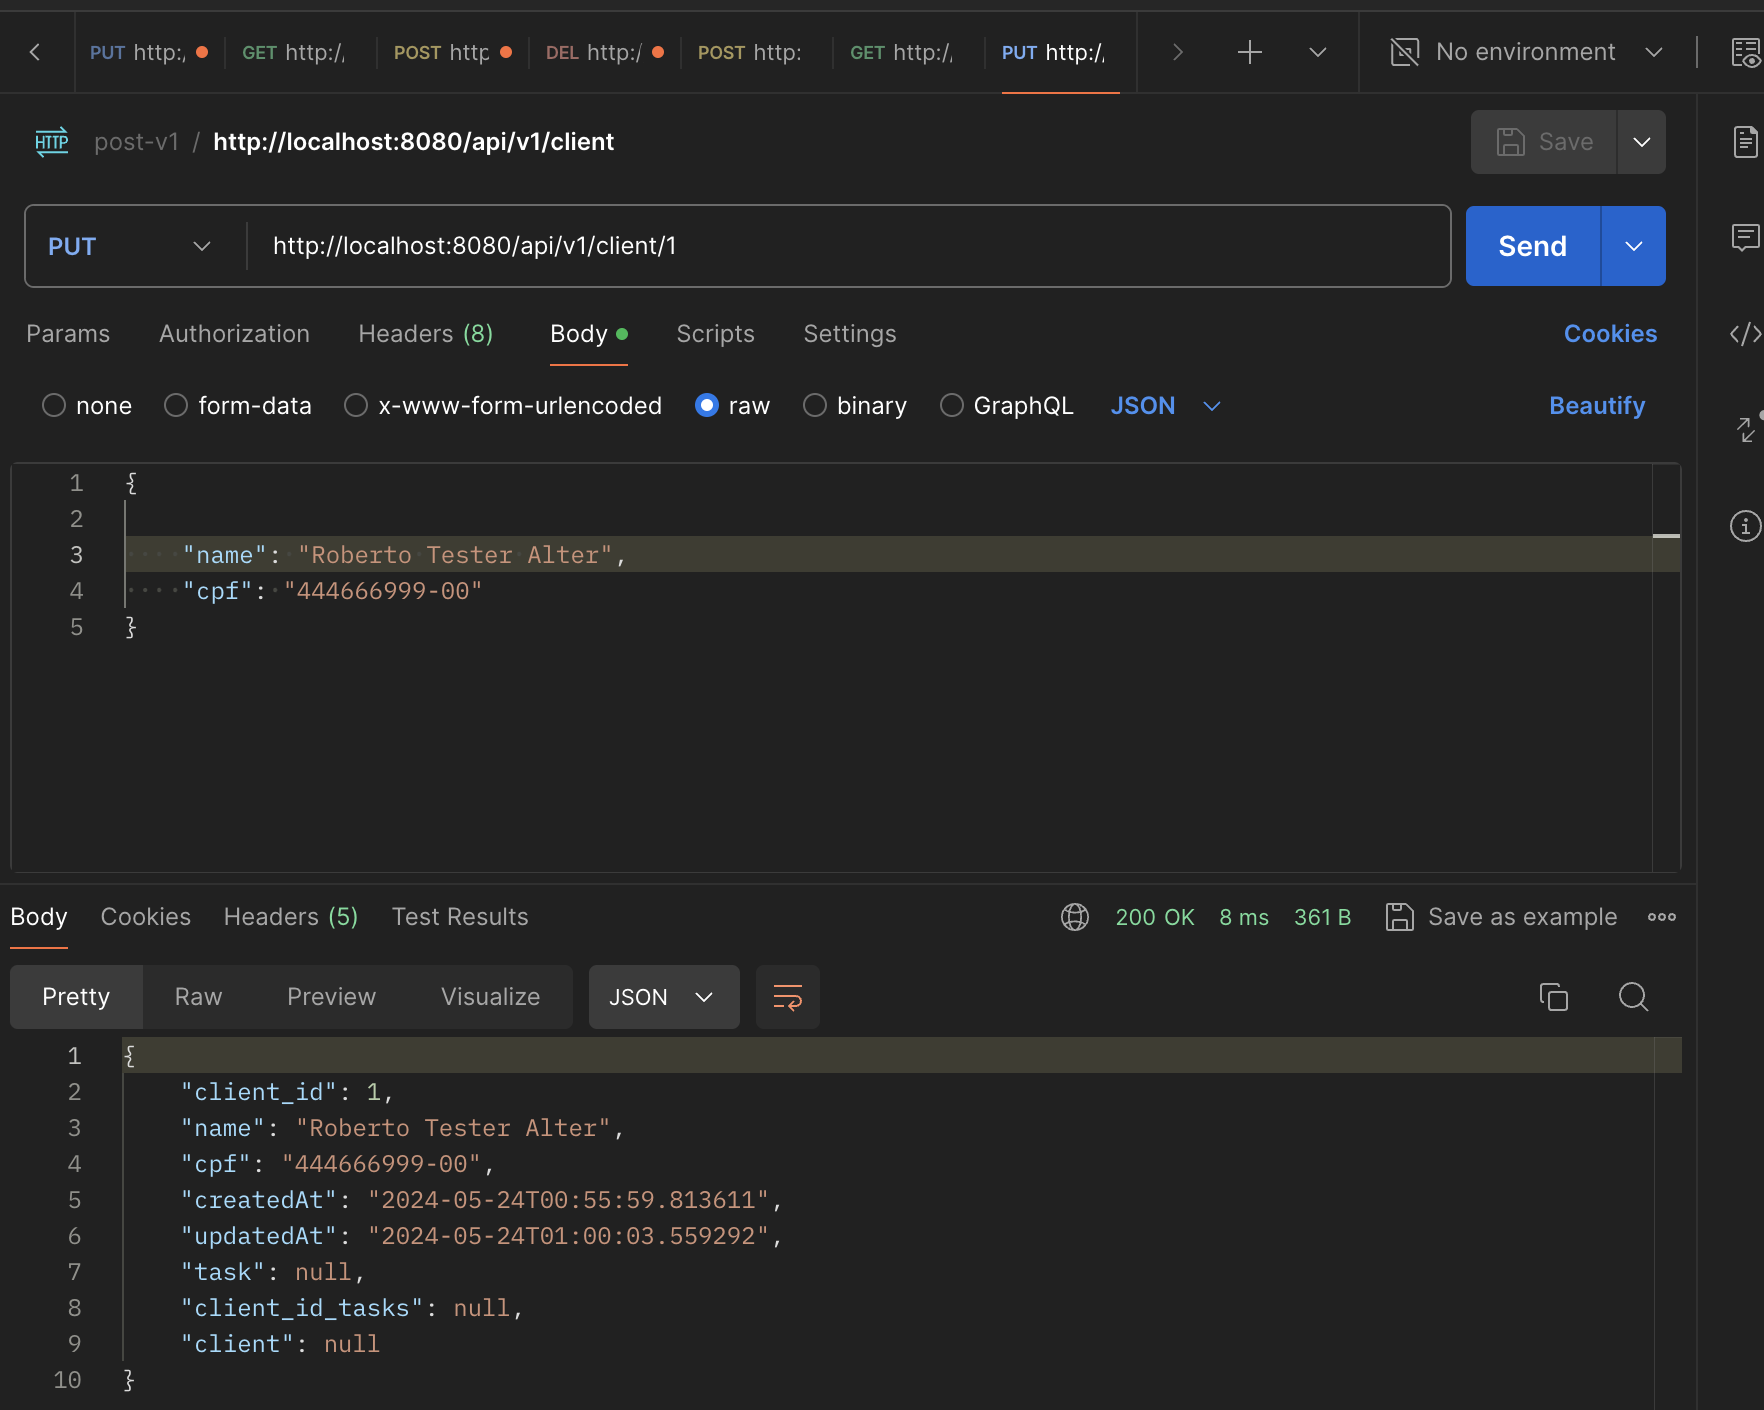 PUT http:/ GET http:// POST http DEL http:/ POST http: GET http:// PUT http:// No environment
HTTP post-v1 / http://localhost:8080/api/v1/client Save
PUT http://localhost:8080/api/v1/client/1 Send
Params Authorization Headers (8) Body Scripts Settings Cookies
none form-data x-www-form-urlencoded raw binary GraphQL JSON Beautify
1 {
2
3 "name": "Roberto Tester Alter",
4 "cpf": "444666999-00"
5 }
Body Cookies Headers (5) Test Results 200 OK 8 ms 361 B Save as example
Pretty Raw Preview Visualize JSON
1 {
2 "client_id": 1,
3 "name": "Roberto Tester Alter",
4 "cpf": "444666999-00",
5 "createdAt": "2024-05-24T00:55:59.813611",
6 "updatedAt": "2024-05-24T01:00:03.559292",
7 "task": null,
8 "client_id_tasks": null,
9 "client": null
10 }